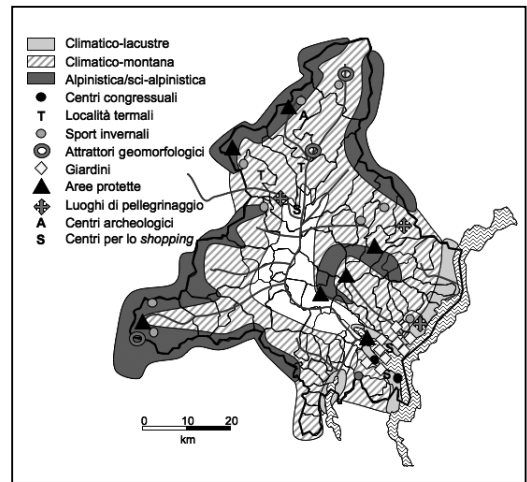 Climatico-lacustre
Climatico-montana
Alpinistica/sci-alpinistica
Centri congressuali
T Località termali
Sport invernali
Attrattori geomorfologici
Giardini
Aree protette
Luoghi di pellegrinaggio
A Centri archeologici
S Centri per lo shopping
A
T
T
S
S
S
0 10 20
km